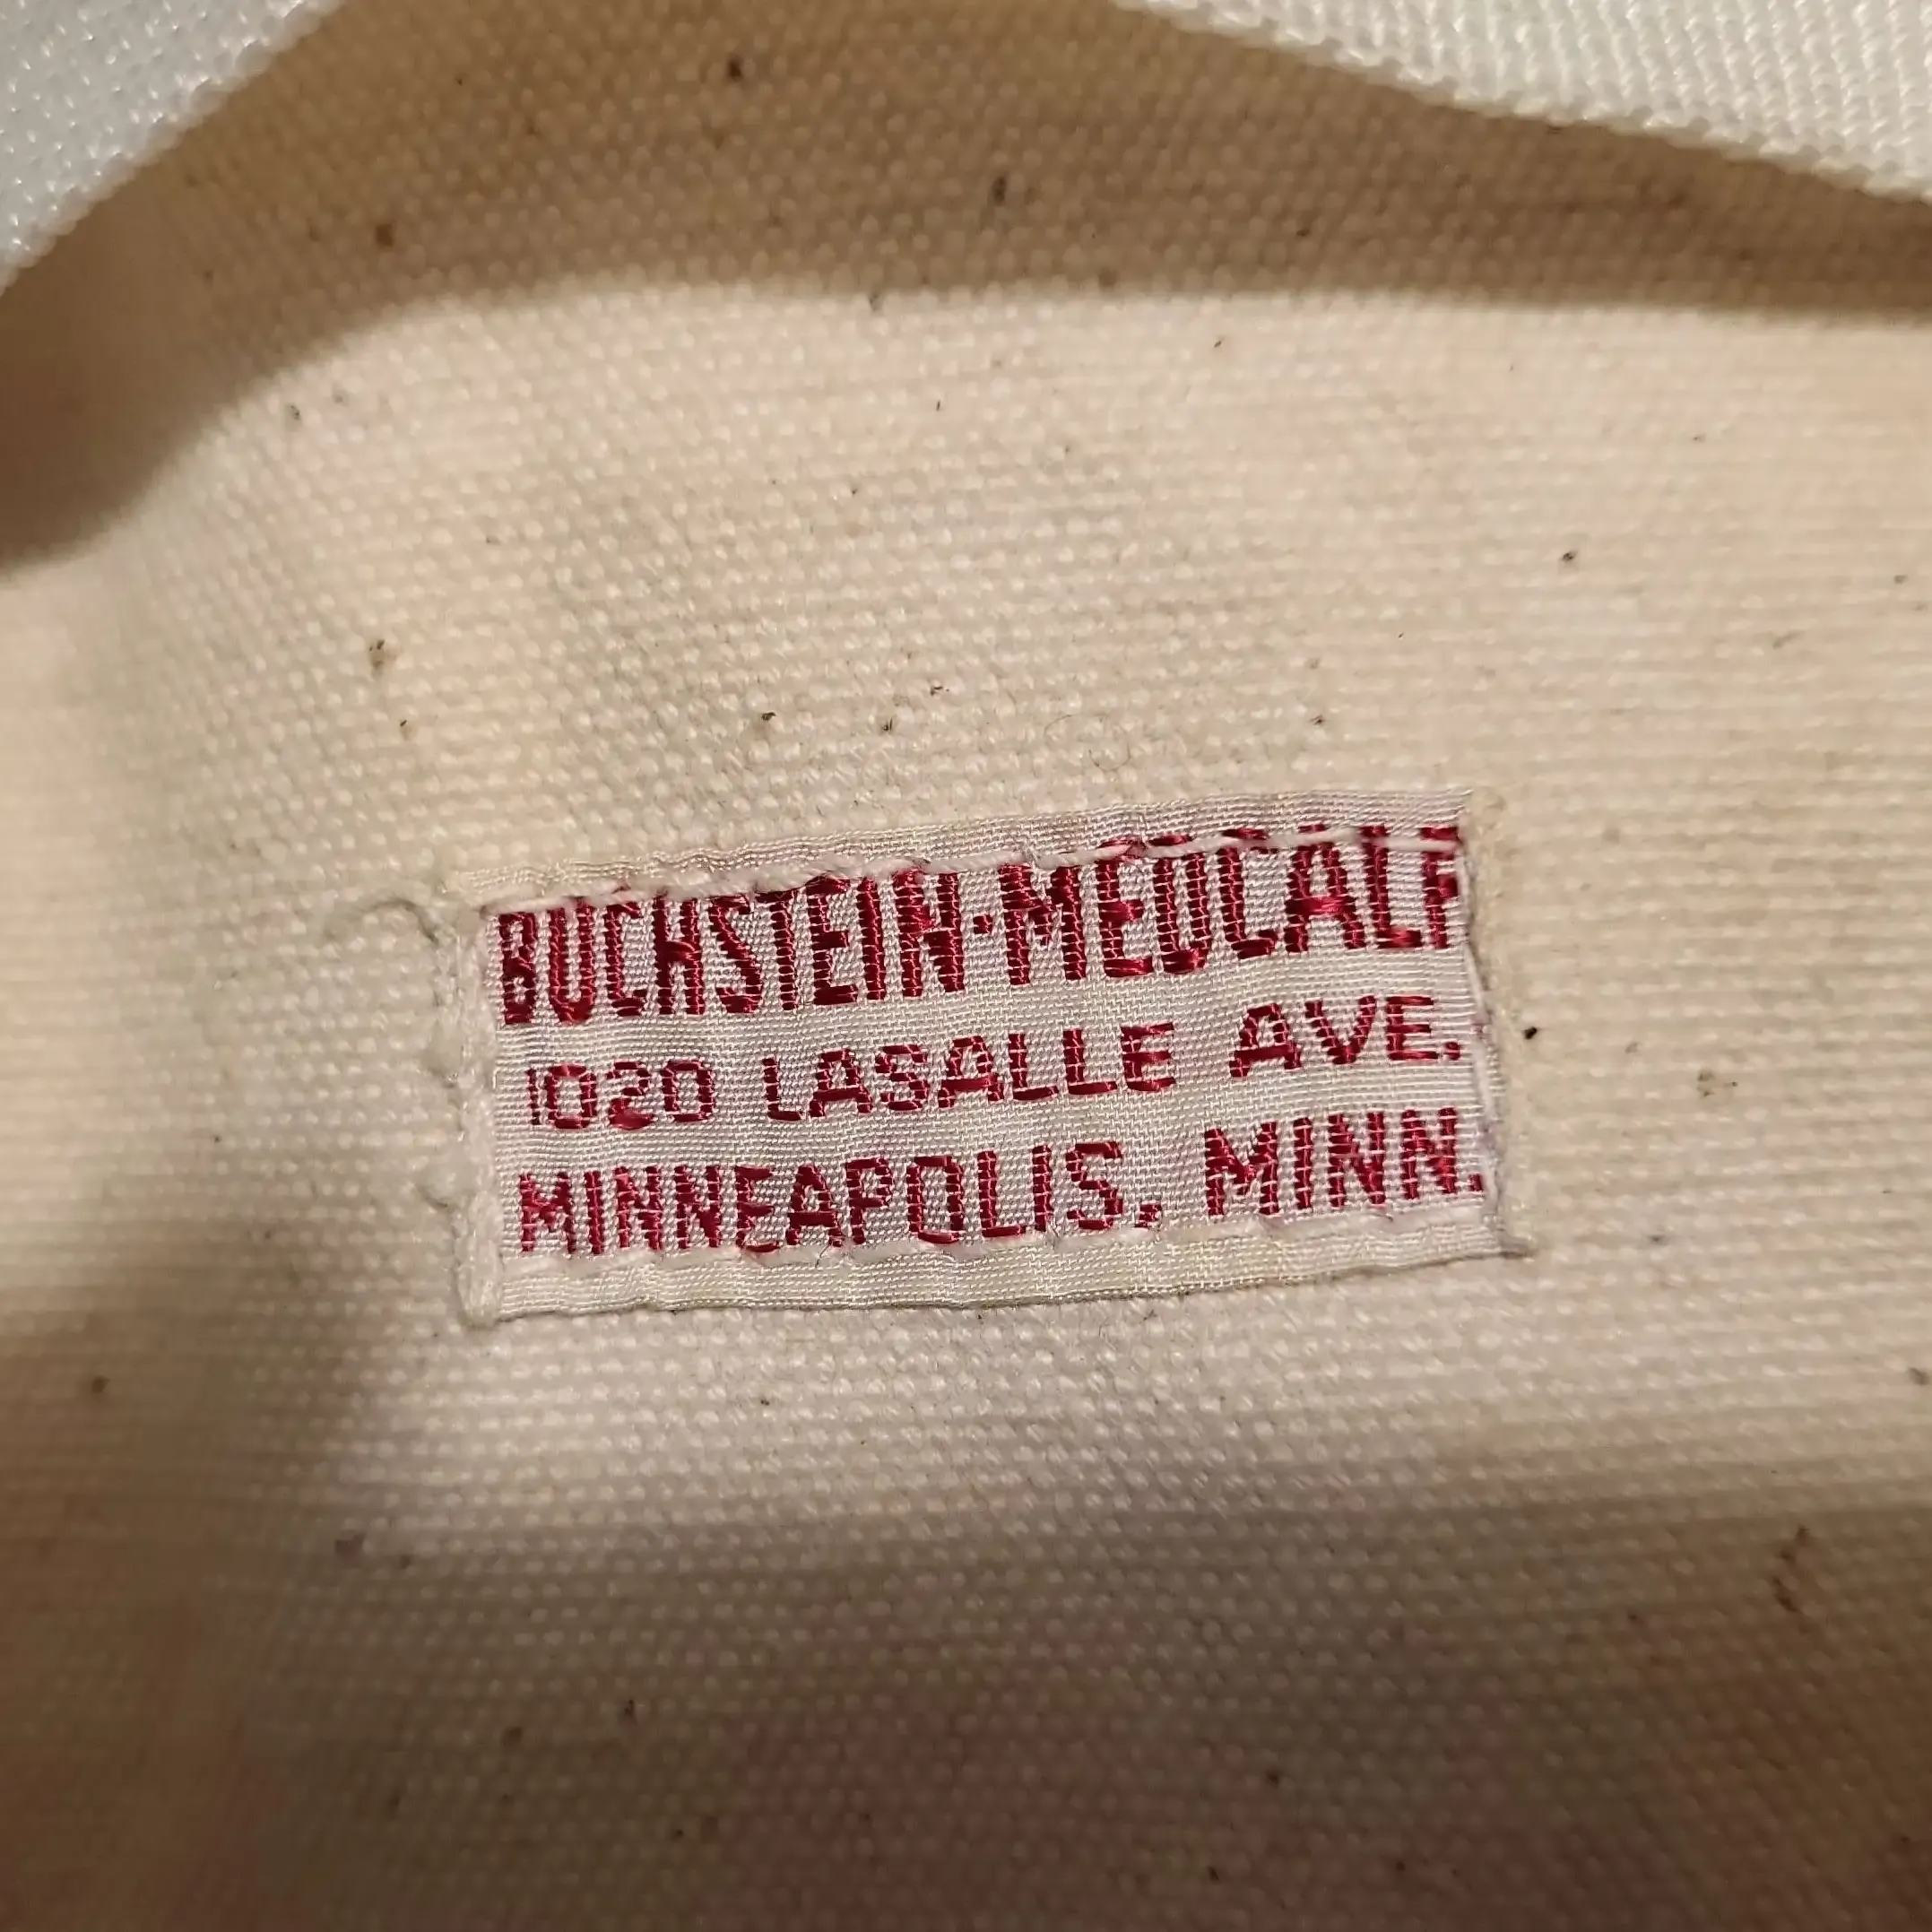 BUCHSTEIN-MEDCALF
1020 LASALLE AVE.
MINNEAPOLIS, MINN.